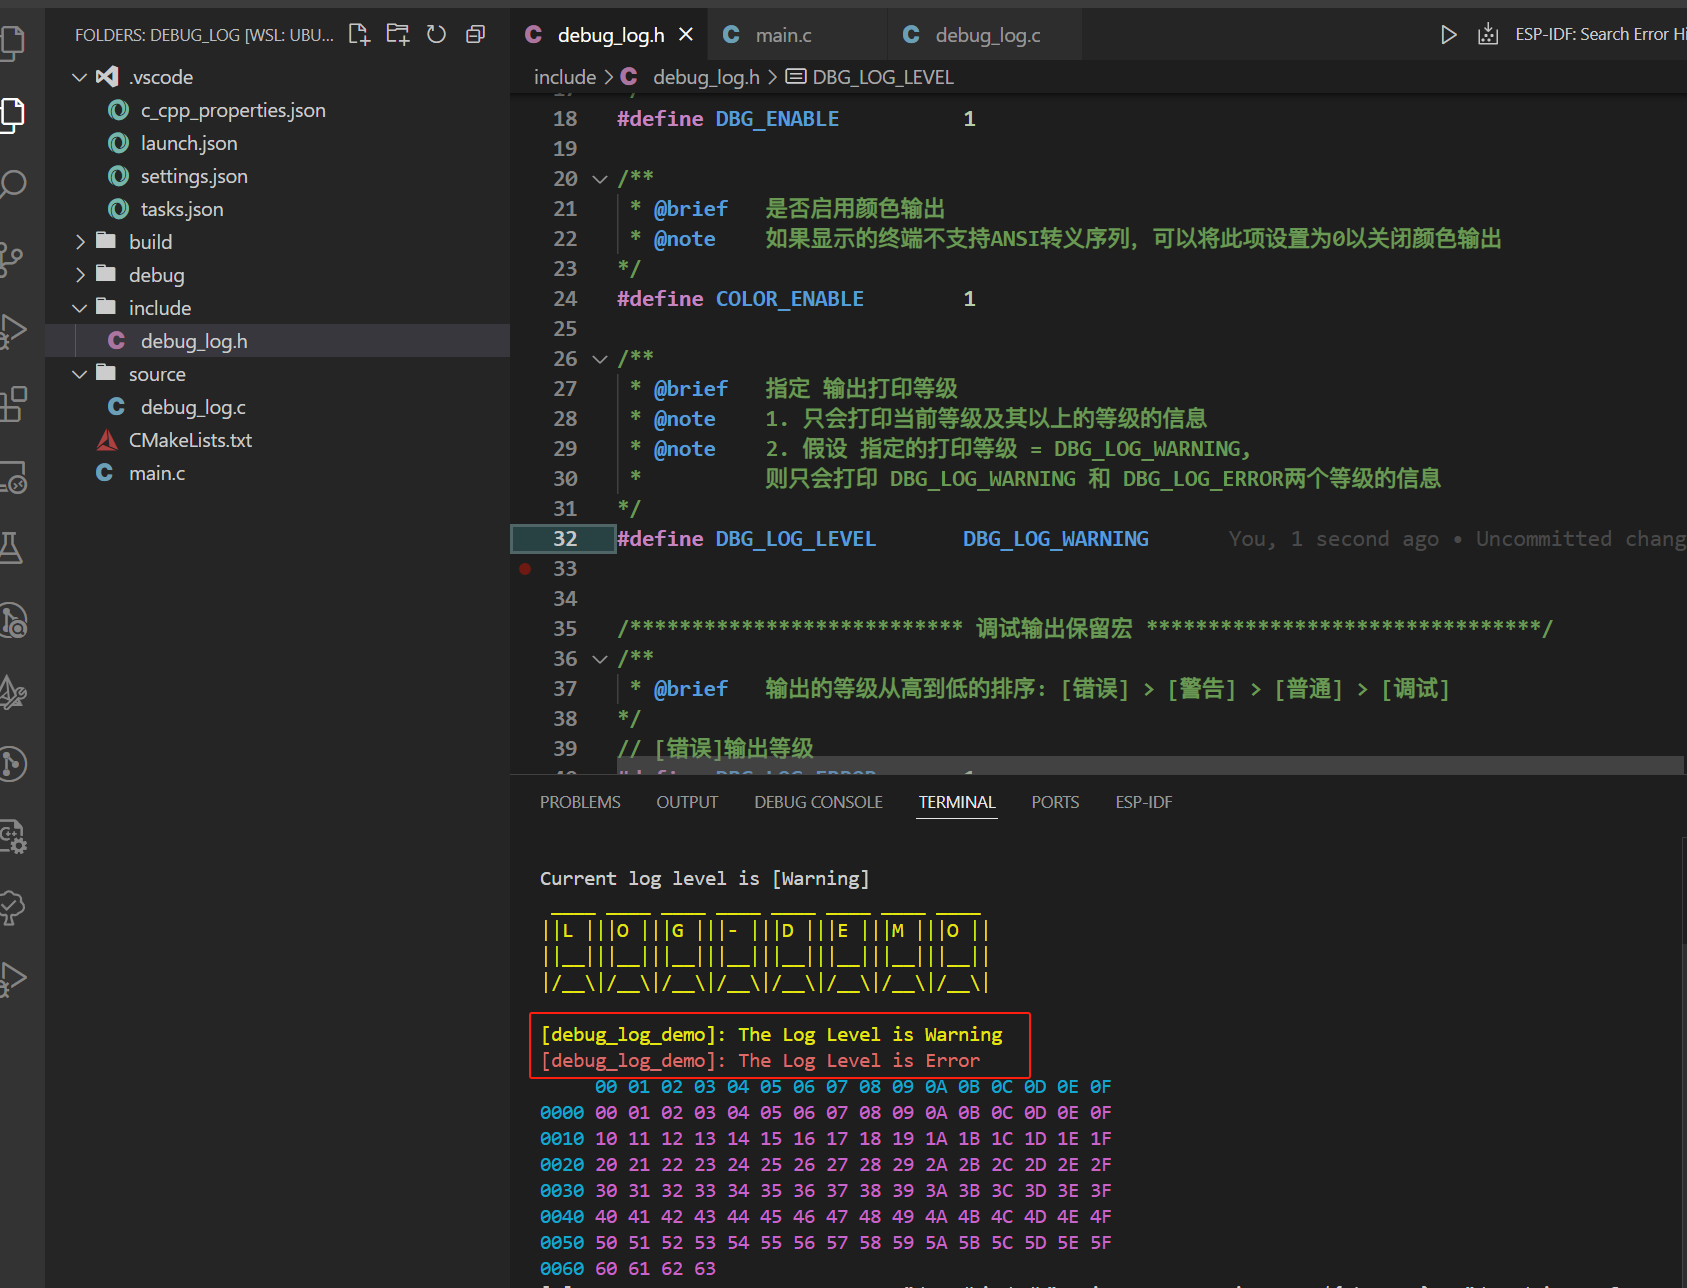 FOLDERS: DEBUG_LOG [WSL: UBU...
.vscode
c_cpp_properties.json
launch.json
settings.json
tasks.json
build
debug
include
debug_log.h
source
debug_log.c
CMakeLists.txt
main.c
debug_log.h
main.c
debug_log.c
ESP-IDF: Search Error Hi
include > debug_log.h > DBG_LOG_LEVEL
18 #define DBG_ENABLE 1
19
20 /**
21 * @brief 是否启用颜色输出
22 * @note 如果显示的终端不支持ANSI转义序列，可以将此项设置为0以关闭颜色输出
23 */
24 #define COLOR_ENABLE 1
25
26 /**
27 * @brief 指定 输出打印等级
28 * @note 1. 只会打印当前等级及其以上的等级的信息
29 * @note 2. 假设 指定的打印等级 = DBG_LOG_WARNING，
30 * 则只会打印 DBG_LOG_WARNING 和 DBG_LOG_ERROR两个等级的信息
31 */
32 #define DBG_LOG_LEVEL DBG_LOG_WARNING You, 1 second ago • Uncommitted chang
33
34
35 /*************************** 调试输出保留宏 ********************************/
36 /**
37 * @brief 输出的等级从高到低的排序: [错误] > [警告] > [普通] > [调试]
38 */
39 // [错误]输出等级
PROBLEMS OUTPUT DEBUG CONSOLE TERMINAL PORTS ESP-IDF
Current log level is [Warning]
 ____ ____ ____ ____ ____ ____ ____ ____
||L |||O |||G |||- |||D |||E |||M |||O ||
||__|||__|||__|||__|||__|||__|||__|||__||
|/__\|/__\|/__\|/__\|/__\|/__\|/__\|/__\|
[debug_log_demo]: The Log Level is Warning
[debug_log_demo]: The Log Level is Error
00 01 02 03 04 05 06 07 08 09 0A 0B 0C 0D 0E 0F
0000 00 01 02 03 04 05 06 07 08 09 0A 0B 0C 0D 0E 0F
0010 10 11 12 13 14 15 16 17 18 19 1A 1B 1C 1D 1E 1F
0020 20 21 22 23 24 25 26 27 28 29 2A 2B 2C 2D 2E 2F
0030 30 31 32 33 34 35 36 37 38 39 3A 3B 3C 3D 3E 3F
0040 40 41 42 43 44 45 46 47 48 49 4A 4B 4C 4D 4E 4F
0050 50 51 52 53 54 55 56 57 58 59 5A 5B 5C 5D 5E 5F
0060 60 61 62 63